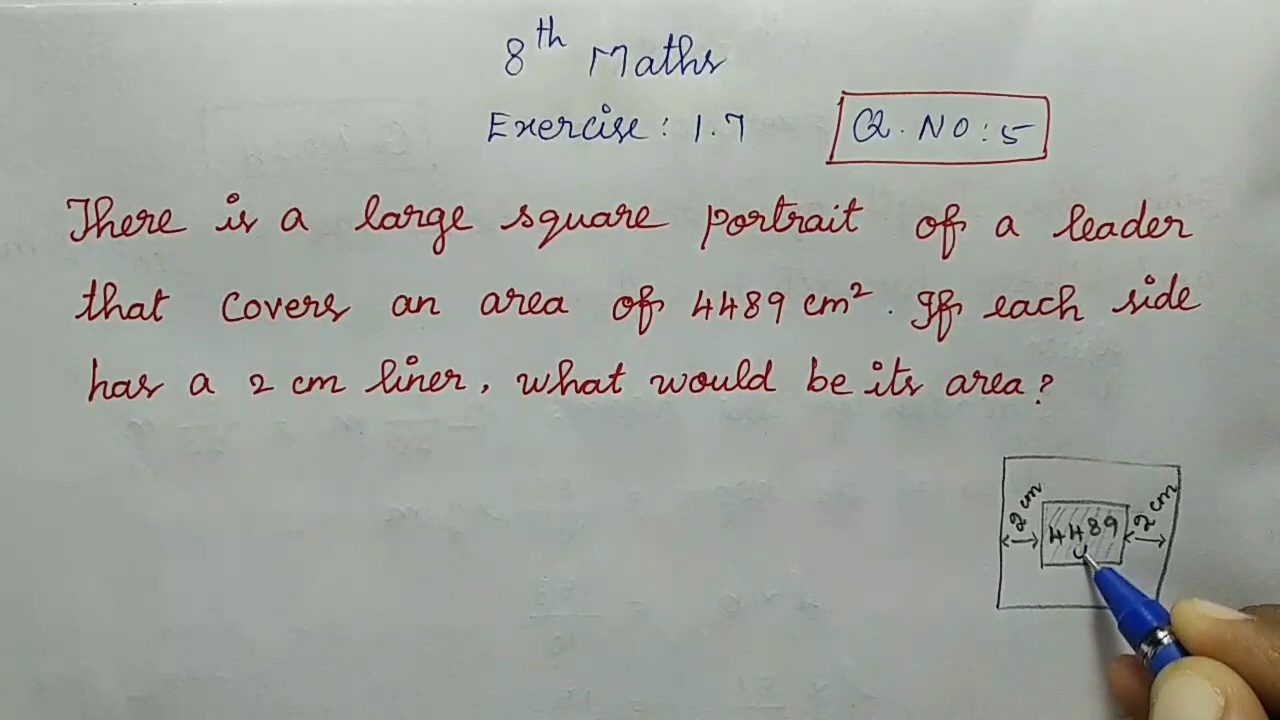 8th Maths
Exercise: 1.7
Q. NO: 5
There is a large square portrait of a leader
that covers an area of 4489 cm². If each side
has a 2 cm liner, what would be its area?
2 cm
4489
2 cm